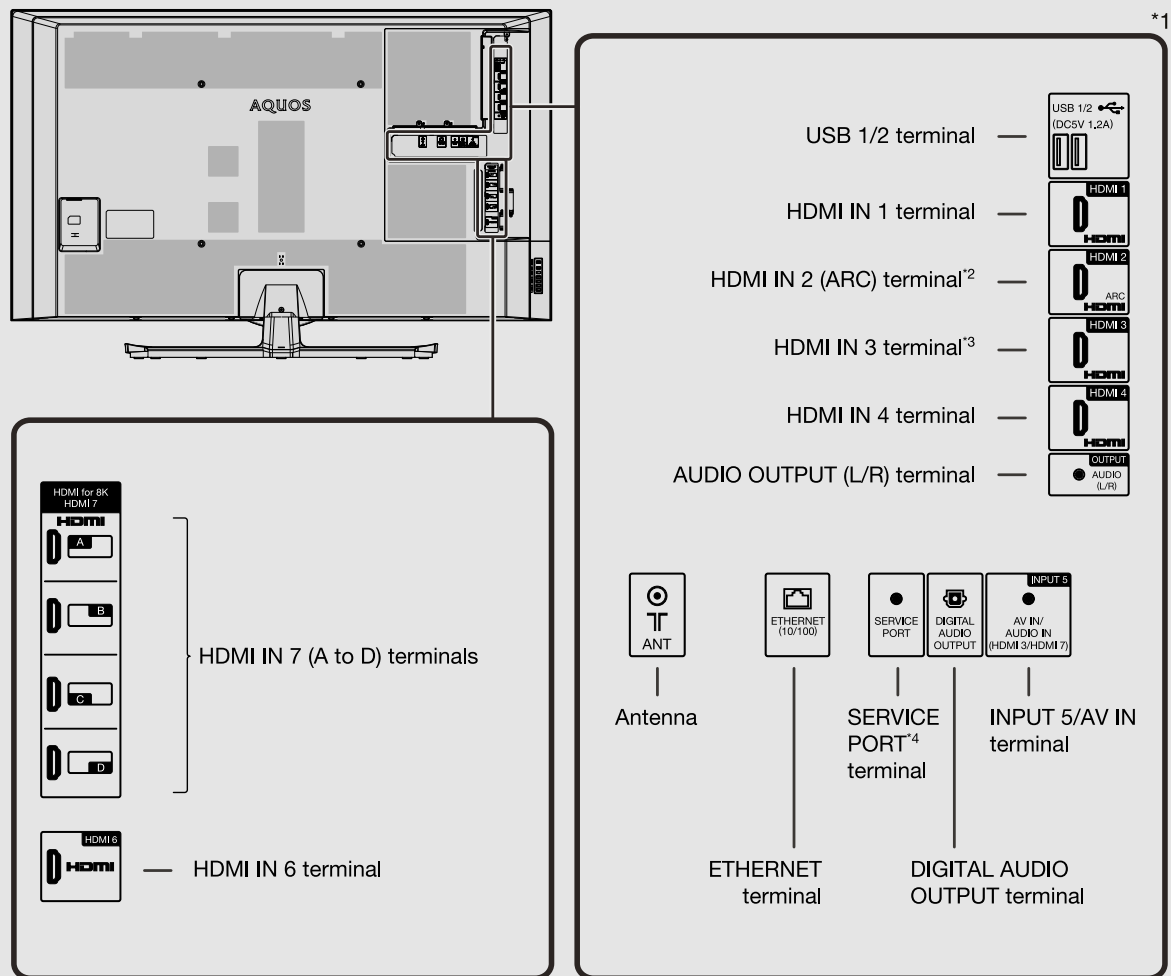 *1
AQUOS
USB 1/2 terminal
USB 1/2
(DC5V 1.2A)
HDMI IN 1 terminal
HDMI 1
HDMI
HDMI IN 2 (ARC) terminal*2
HDMI 2
ARC
HDMI
HDMI IN 3 terminal*3
HDMI 3
HDMI
HDMI IN 4 terminal
HDMI 4
HDMI
AUDIO OUTPUT (L/R) terminal
OUTPUT
AUDIO
(L/R)
ANT
Antenna
ETHERNET
(10/100)
ETHERNET
terminal
SERVICE
PORT
SERVICE
PORT*4
terminal
DIGITAL
AUDIO
OUTPUT
DIGITAL AUDIO
OUTPUT terminal
INPUT 5
AV IN/
AUDIO IN
(HDMI 3/HDMI 7)
INPUT 5/AV IN
terminal
HDMI for 8K
HDMI 7
HDMI
A
B
C
D
HDMI IN 7 (A to D) terminals
HDMI 6
HDMI
HDMI IN 6 terminal